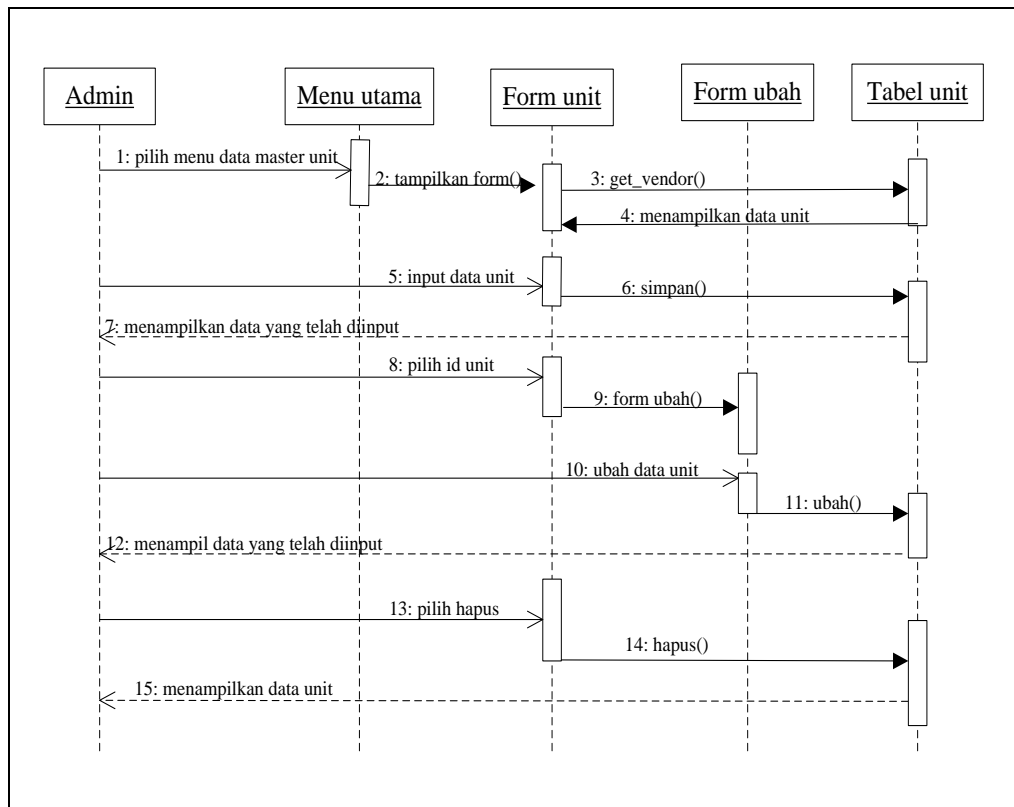 Admin
Menu utama
Form unit
Form ubah
Tabel unit
1: pilih menu data master unit
2: tampilkan form()
3: get_vendor()
4: menampilkan data unit
5: input data unit
6: simpan()
7: menampilkan data yang telah diinput
8: pilih id unit
9: form ubah()
10: ubah data unit
11: ubah()
12: menampil data yang telah diinput
13: pilih hapus
14: hapus()
15: menampilkan data unit